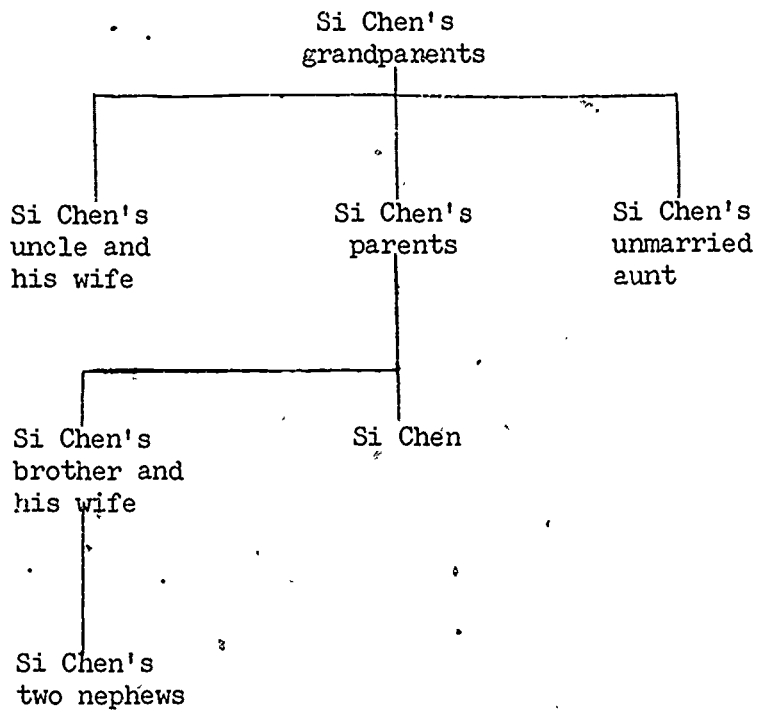 Si Chen's
grandparents
Si Chen's
uncle and
his wife
Si Chen's
parents
Si Chen's
unmarried
aunt
Si Chen's
brother and
his wife
Si Chen
Si Chen's
two nephews